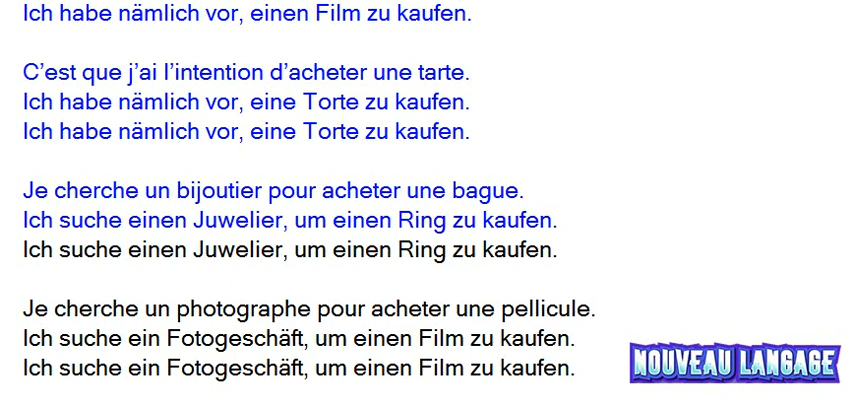 Ich habe nämlich vor, einen Film zu kaufen.
C’est que j’ai l’intention d’acheter une tarte.
Ich habe nämlich vor, eine Torte zu kaufen.
Ich habe nämlich vor, eine Torte zu kaufen.
Je cherche un bijoutier pour acheter une bague.
Ich suche einen Juwelier, um einen Ring zu kaufen.
Ich suche einen Juwelier, um einen Ring zu kaufen.
Je cherche un photographe pour acheter une pellicule.
Ich suche ein Fotogeschäft, um einen Film zu kaufen.
Ich suche ein Fotogeschäft, um einen Film zu kaufen.
NOUVEAU LANGAGE